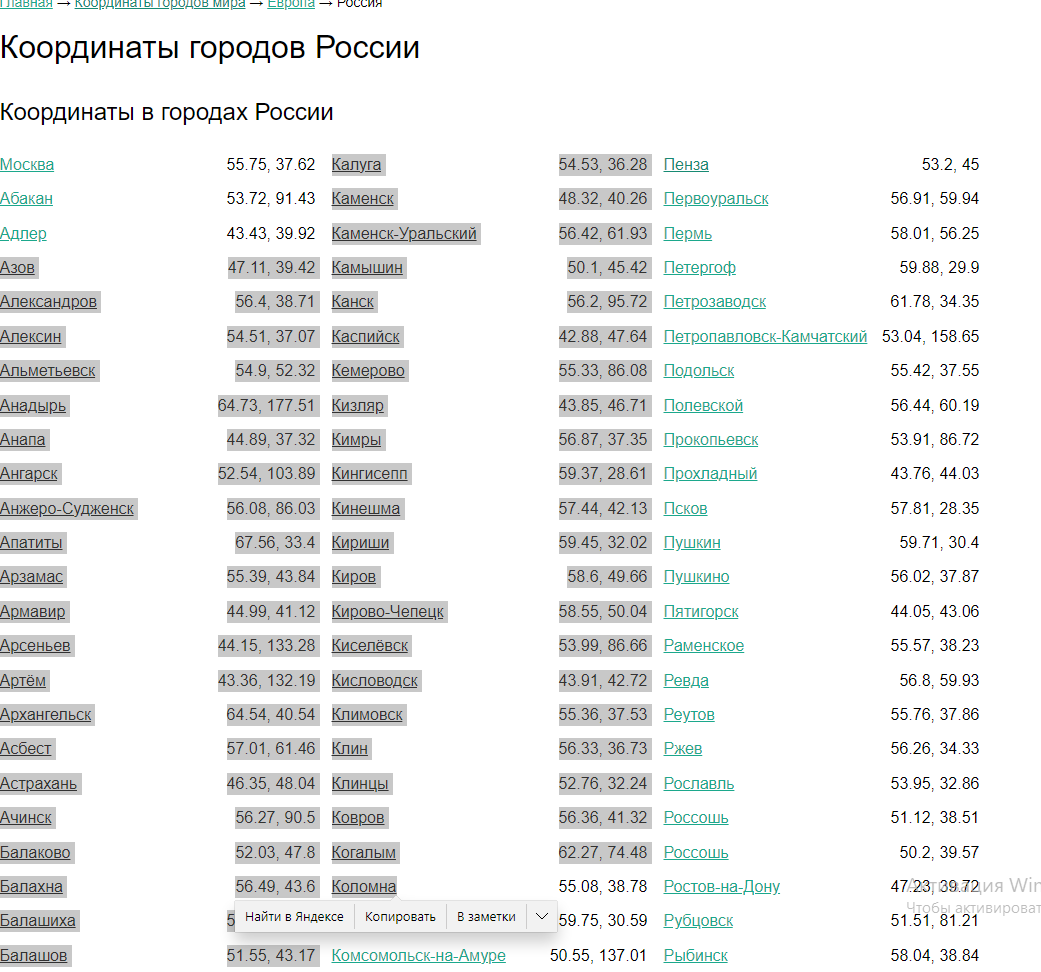 Главная → Координаты городов мира → Европа → Россия
Координаты городов России
Координаты в городах России
Москва 55.75, 37.62 Калуга 54.53, 36.28 Пенза 53.2, 45
Абакан 53.72, 91.43 Каменск 48.32, 40.26 Первоуральск 56.91, 59.94
Адлер 43.43, 39.92 Каменск-Уральский 56.42, 61.93 Пермь 58.01, 56.25
Азов 47.11, 39.42 Камышин 50.1, 45.42 Петергоф 59.88, 29.9
Александров 56.4, 38.71 Канск 56.2, 95.72 Петрозаводск 61.78, 34.35
Алексин 54.51, 37.07 Каспийск 42.88, 47.64 Петропавловск-Камчатский 53.04, 158.65
Альметьевск 54.9, 52.32 Кемерово 55.33, 86.08 Подольск 55.42, 37.55
Анадырь 64.73, 177.51 Кизляр 43.85, 46.71 Полевской 56.44, 60.19
Анапа 44.89, 37.32 Кимры 56.87, 37.35 Прокопьевск 53.91, 86.72
Ангарск 52.54, 103.89 Кингисепп 59.37, 28.61 Прохладный 43.76, 44.03
Анжеро-Судженск 56.08, 86.03 Кинешма 57.44, 42.13 Псков 57.81, 28.35
Апатиты 67.56, 33.4 Кириши 59.45, 32.02 Пушкин 59.71, 30.4
Арзамас 55.39, 43.84 Киров 58.6, 49.66 Пушкино 56.02, 37.87
Армавир 44.99, 41.12 Кирово-Чепецк 58.55, 50.04 Пятигорск 44.05, 43.06
Арсеньев 44.15, 133.28 Киселёвск 53.99, 86.66 Раменское 55.57, 38.23
Артём 43.36, 132.19 Кисловодск 43.91, 42.72 Ревда 56.8, 59.93
Архангельск 64.54, 40.54 Климовск 55.36, 37.53 Реутов 55.76, 37.86
Асбест 57.01, 61.46 Клин 56.33, 36.73 Ржев 56.26, 34.33
Астрахань 46.35, 48.04 Клинцы 52.76, 32.24 Рославль 53.95, 32.86
Ачинск 56.27, 90.5 Ковров 56.36, 41.32 Россошь 51.12, 38.51
Балаково 52.03, 47.8 Когалым 62.27, 74.48 Россошь 50.2, 39.57
Балахна 56.49, 43.6 Коломна 55.08, 38.78 Ростов-на-Дону 47.23, 39.72
Активация Win
Чтобы активироват
Балашиха 5 Найти в Яндексе Копировать В заметки 59.75, 30.59 Рубцовск 51.51, 81.21
Балашов 51.55, 43.17 Комсомольск-на-Амуре 50.55, 137.01 Рыбинск 58.04, 38.84